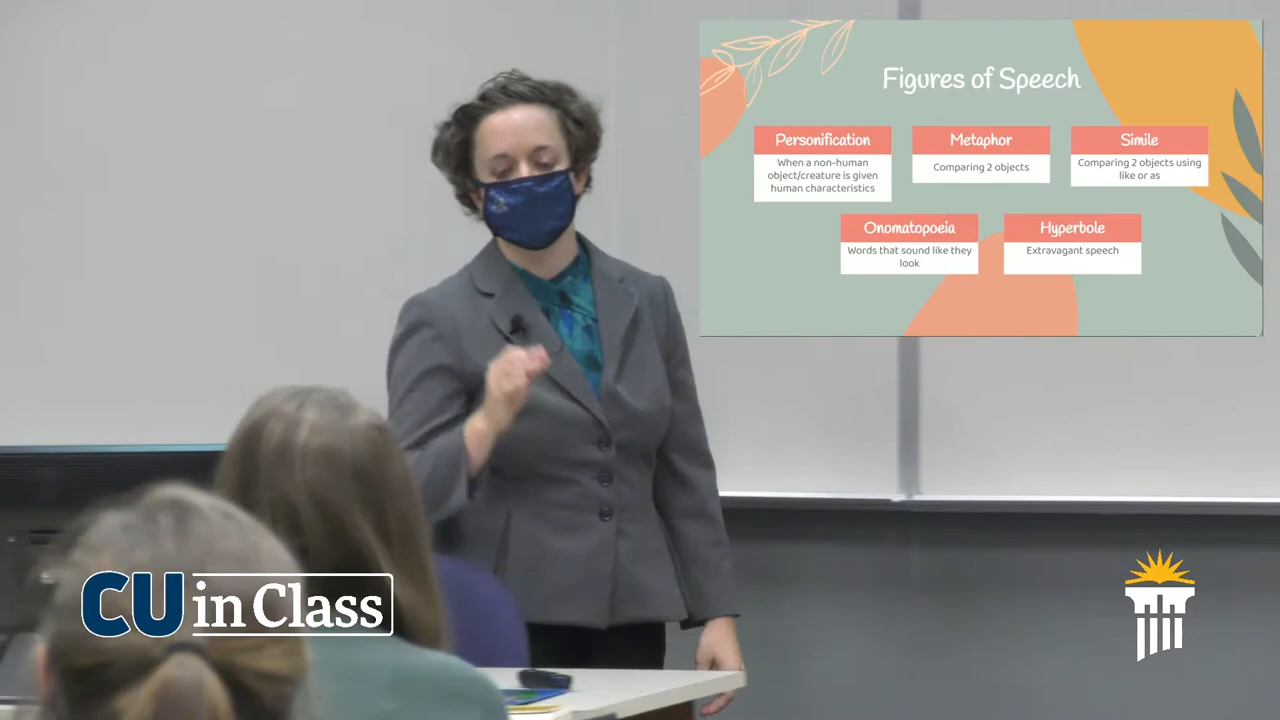 Figures of Speech
Personification
When a non-human
object/creature is given
human characteristics
Metaphor
Comparing 2 objects
Simile
Comparing 2 objects using
like or as
Onomatopoeia
Words that sound like they
look
Hyperbole
Extravagant speech
CU in Class